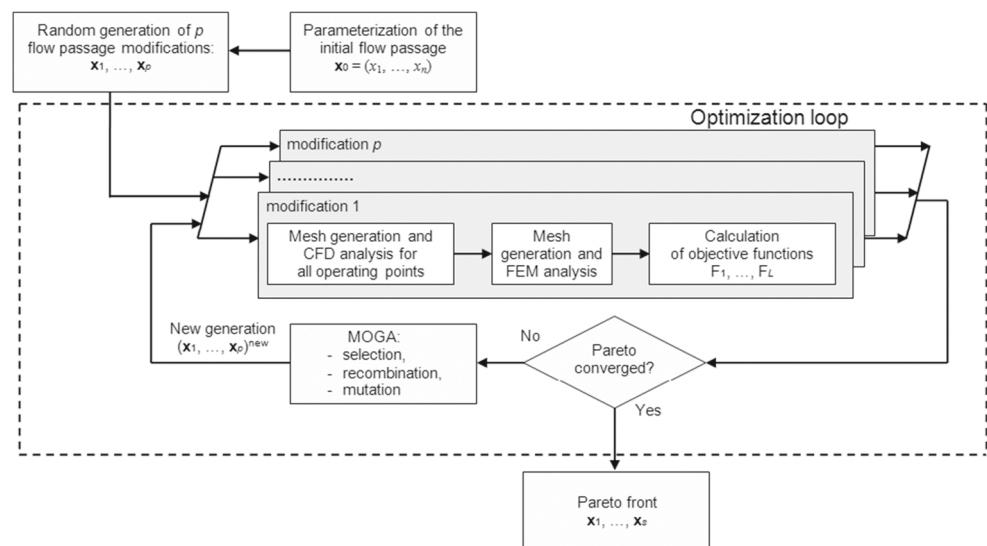 Random generation of p
flow passage modifications:
x1, ..., xp
Parameterization of the
initial flow passage
x0 = (x1, ..., xn)
Optimization loop
modification p
...............
modification 1
Mesh generation and
CFD analysis for
all operating points
Mesh
generation and
FEM analysis
Calculation
of objective functions
F1, ..., FL
New generation
(x1, ..., xp)new
MOGA:
- selection,
- recombination,
- mutation
No
Pareto
converged?
Yes
Pareto front
x1, ..., xs